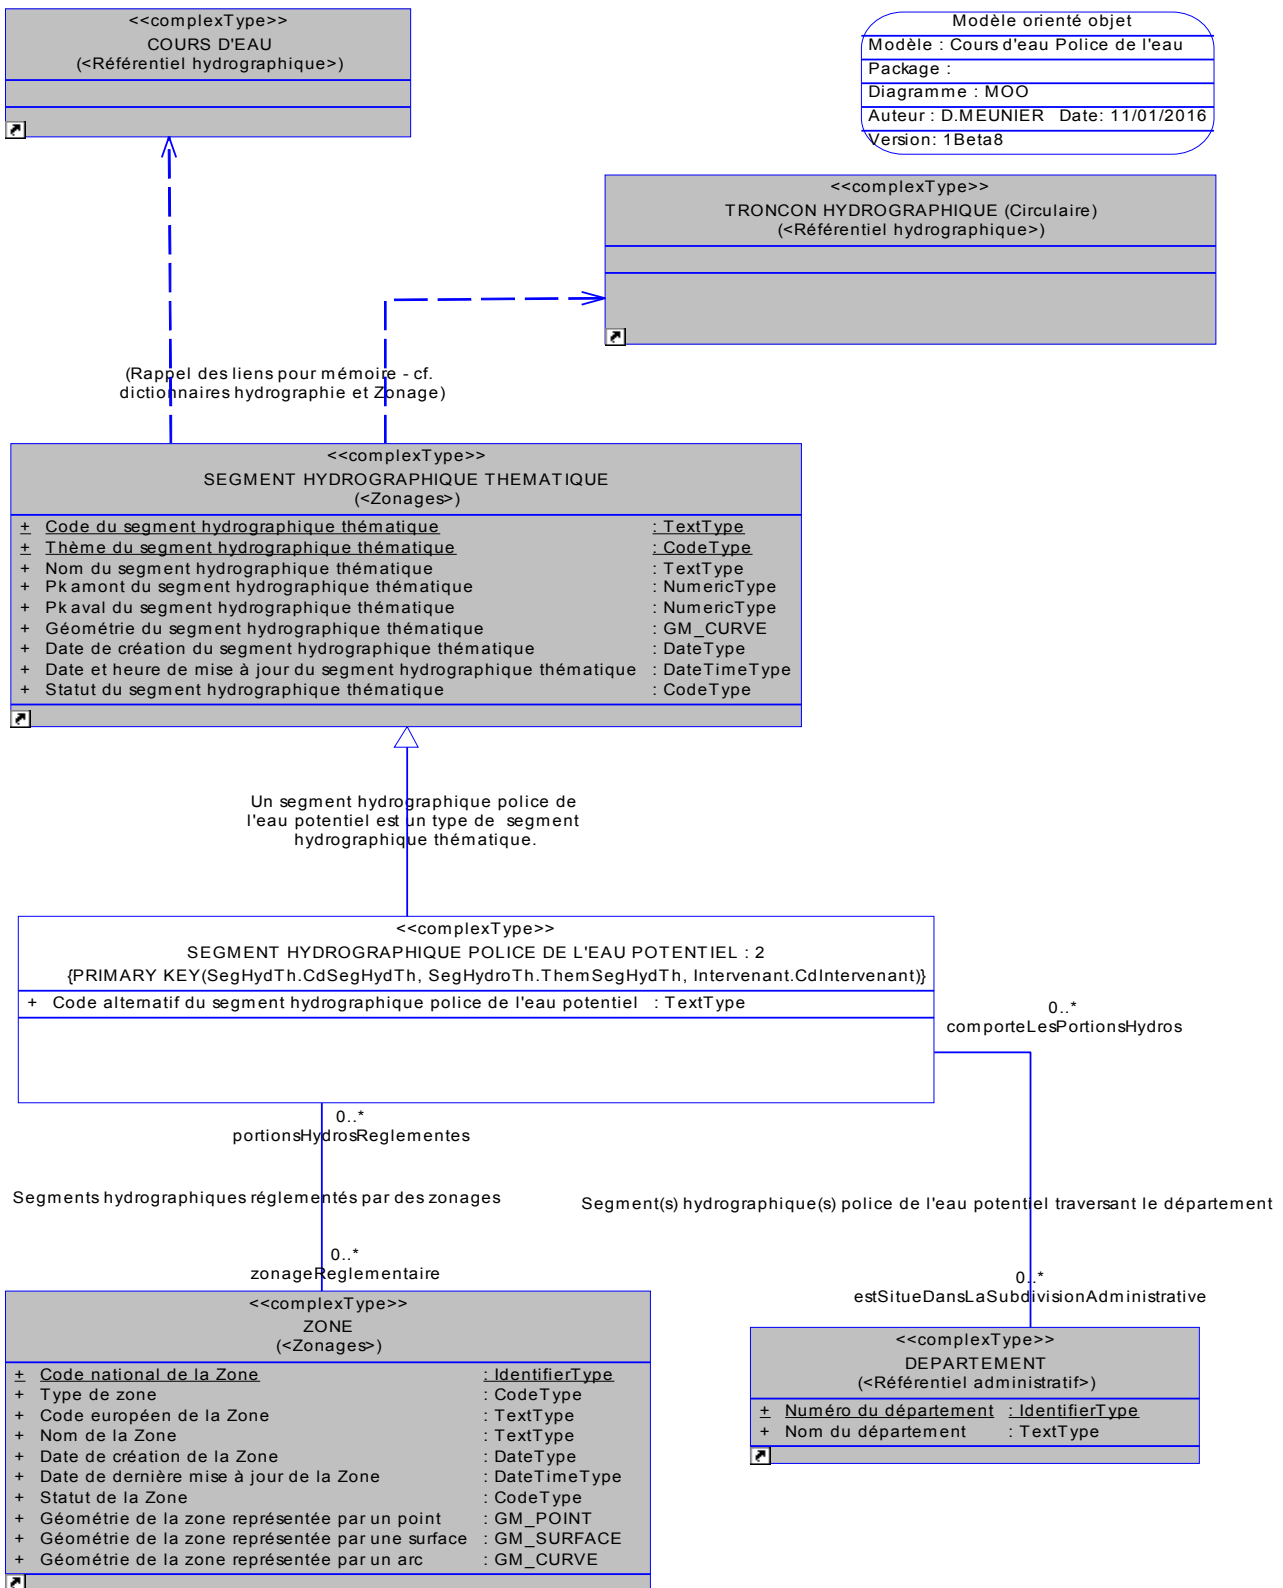 <<complexType>>
COURS D'EAU
(<Référentiel hydrographique>)
Modèle orienté objet
Modèle : Cours d'eau Police de l'eau
Package :
Diagramme : MOO
Auteur : D.MEUNIER Date: 11/01/2016
Version: 1Beta8
<<complexType>>
TRONCON HYDROGRAPHIQUE (Circulaire)
(<Référentiel hydrographique>)
(Rappel des liens pour mémoire - cf.
dictionnaires hydrographie et Zonage)
<<complexType>>
SEGMENT HYDROGRAPHIQUE THEMATIQUE
(<Zonages>)
+ Code du segment hydrographique thématique : TextType
+ Thème du segment hydrographique thématique : CodeType
+ Nom du segment hydrographique thématique : TextType
+ Pk amont du segment hydrographique thématique : NumericType
+ Pk aval du segment hydrographique thématique : NumericType
+ Géométrie du segment hydrographique thématique : GM_CURVE
+ Date de création du segment hydrographique thématique : DateType
+ Date et heure de mise à jour du segment hydrographique thématique : DateTimeType
+ Statut du segment hydrographique thématique : CodeType
Un segment hydrographique police de
l'eau potentiel est un type de segment
hydrographique thématique.
<<complexType>>
SEGMENT HYDROGRAPHIQUE POLICE DE L'EAU POTENTIEL : 2
{PRIMARY KEY(SegHydTh.CdSegHydTh, SegHydroTh.ThemSegHydTh, Intervenant.CdIntervenant)}
+ Code alternatif du segment hydrographique police de l'eau potentiel : TextType
0..*
comporteLesPortionsHydros
0..*
portionsHydrosReglementes
Segments hydrographiques réglementés par des zonages
Segment(s) hydrographique(s) police de l'eau potentiel traversant le département
0..*
zonageReglementaire
0..*
estSitueDansLaSubdivisionAdministrative
<<complexType>>
ZONE
(<Zonages>)
+ Code national de la Zone : IdentifierType
+ Type de zone : CodeType
+ Code européen de la Zone : TextType
+ Nom de la Zone : TextType
+ Date de création de la Zone : DateType
+ Date de dernière mise à jour de la Zone : DateTimeType
+ Statut de la Zone : CodeType
+ Géométrie de la zone représentée par un point : GM_POINT
+ Géométrie de la zone représentée par une surface : GM_SURFACE
+ Géométrie de la zone représentée par un arc : GM_CURVE
<<complexType>>
DEPARTEMENT
(<Référentiel administratif>)
+ Numéro du département : IdentifierType
+ Nom du département : TextType